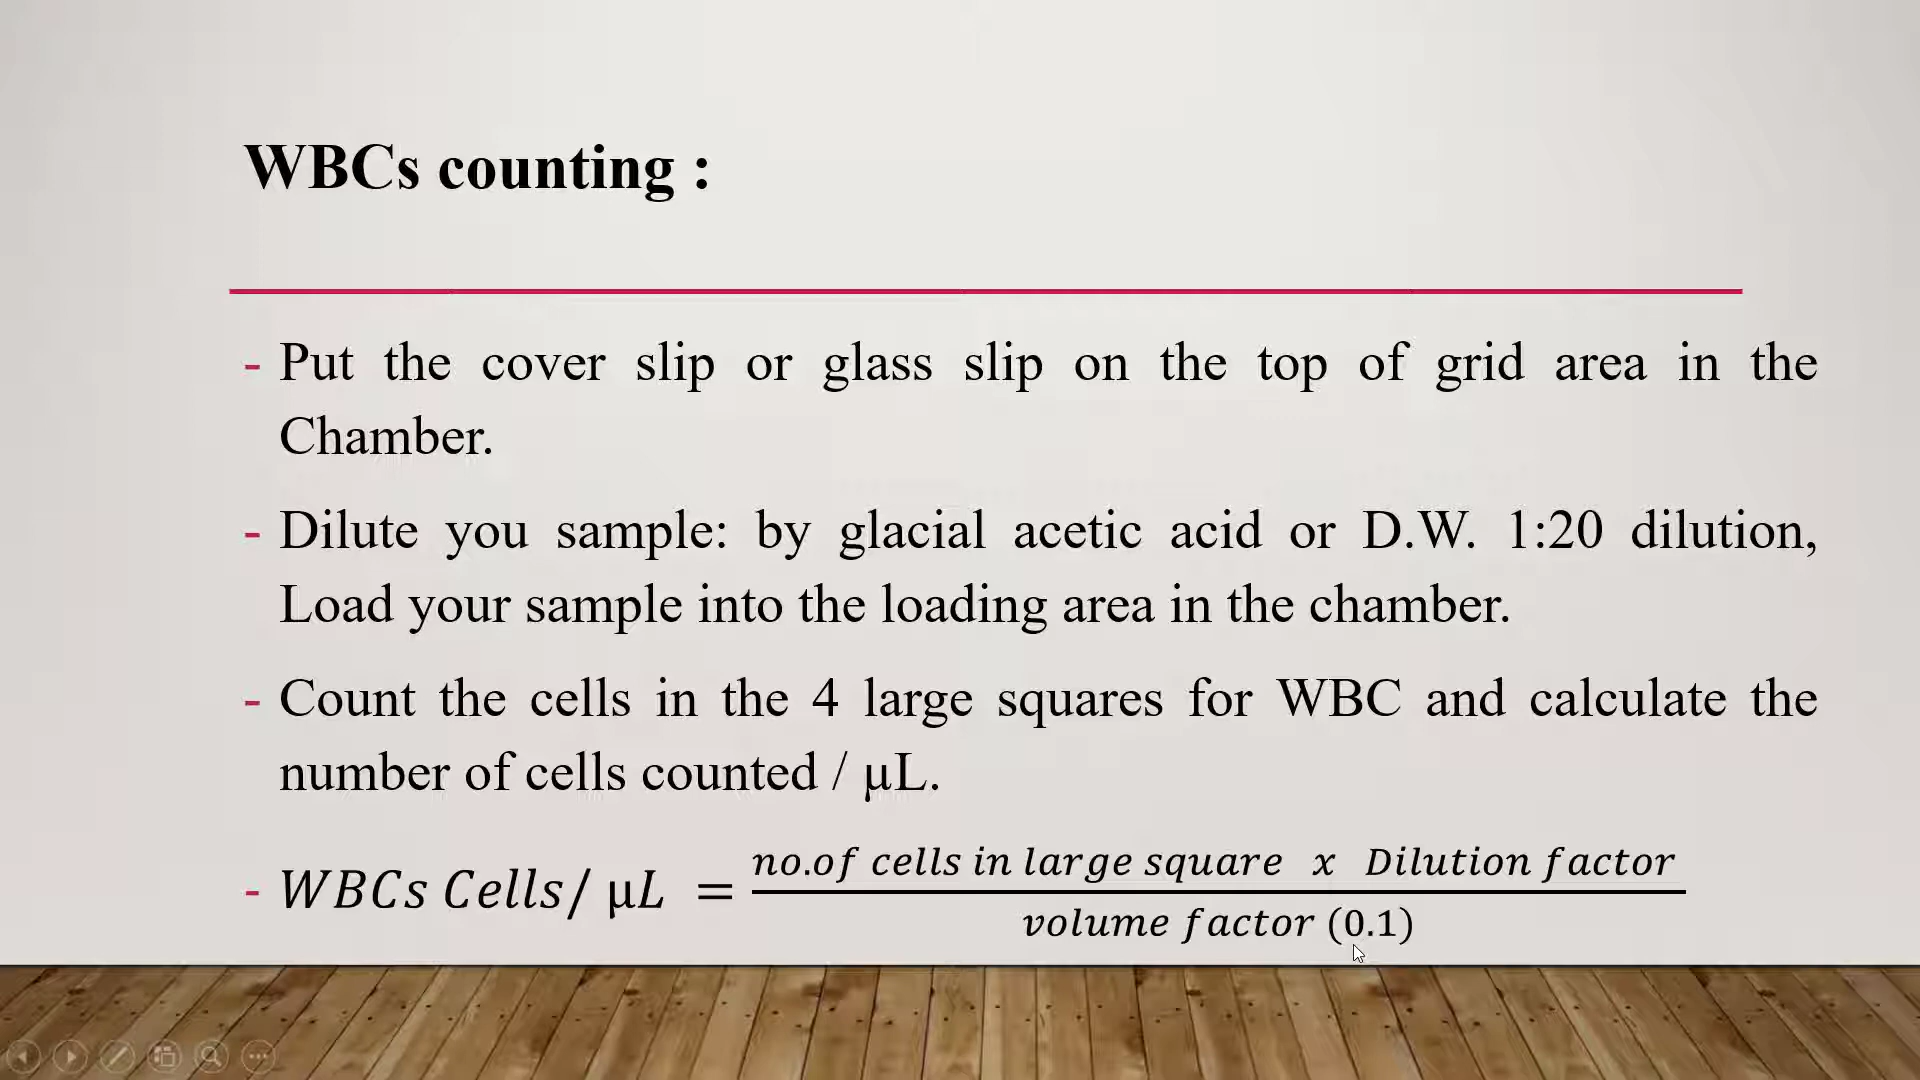 WBCs counting :
- Put the cover slip or glass slip on the top of grid area in the
Chamber.
- Dilute you sample: by glacial acetic acid or D.W. 1:20 dilution,
Load your sample into the loading area in the chamber.
- Count the cells in the 4 large squares for WBC and calculate the
number of cells counted / µL.
no.of cells in large square x Dilution factor
- WBCs Cells/ µL =
volume factor (0.1)